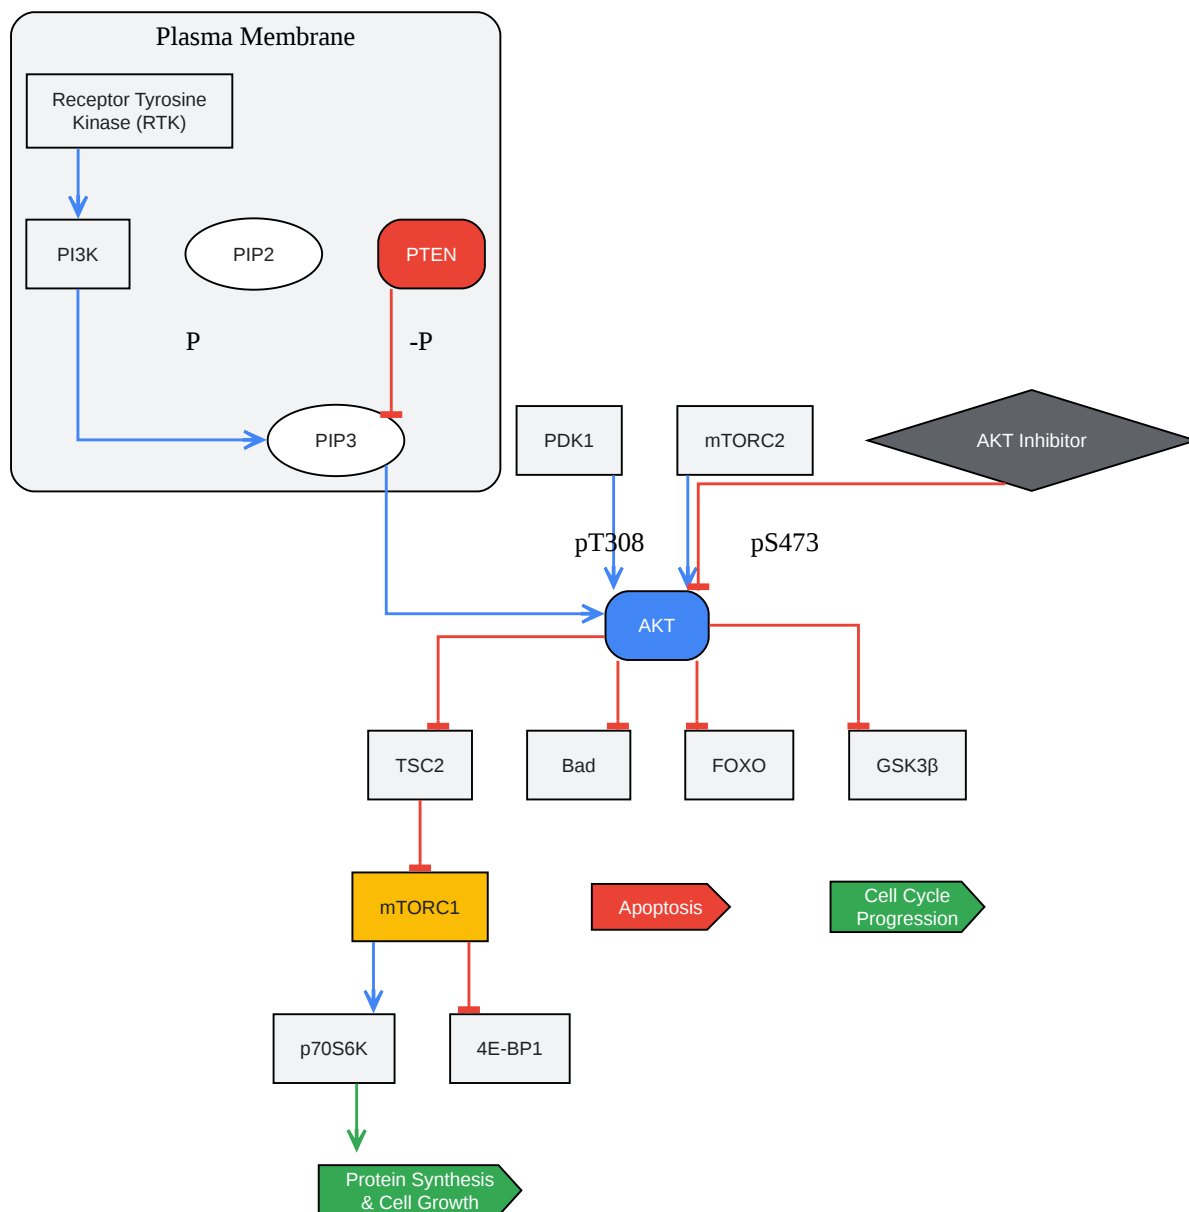 Plasma Membrane
Receptor Tyrosine
Kinase (RTK)
PI3K
PIP2
PTEN
P
-P
PIP3
PDK1
mTORC2
AKT Inhibitor
pT308
pS473
AKT
TSC2
Bad
FOXO
GSK3β
mTORC1
Apoptosis
Cell Cycle
Progression
p70S6K
4E-BP1
Protein Synthesis
& Cell Growth